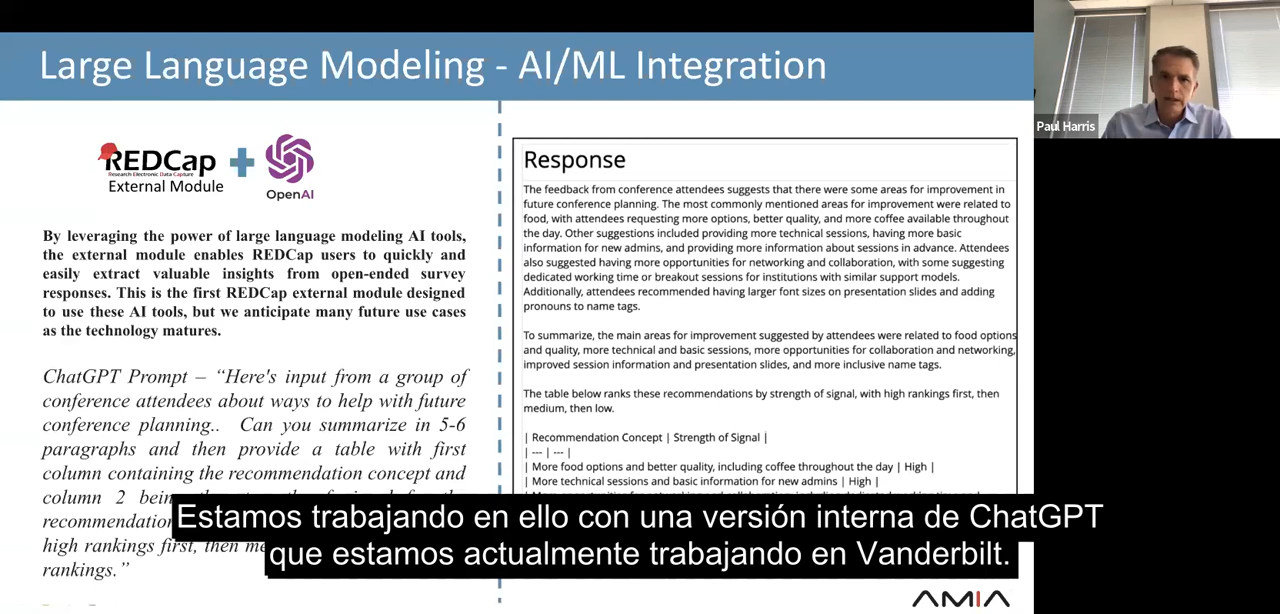 Large Language Modeling - AI/ML Integration
Paul Harris
REDCap
Research Electronic Data Capture
External Module
OpenAI
By leveraging the power of large language modeling AI tools,
the external module enables REDCap users to quickly and
easily extract valuable insights from open-ended survey
responses. This is the first REDCap external module designed
to use these AI tools, but we anticipate many future use cases
as the technology matures.
ChatGPT Prompt – “Here's input from a group of
conference attendees about ways to help with future
conference planning.. Can you summarize in 5-6
paragraphs and then provide a table with first
column containing the recommendation concept and
column 2
recommendation
high rankings first, then
rankings.”
Response
The feedback from conference attendees suggests that there were some areas for improvement in
future conference planning. The most commonly mentioned areas for improvement were related to
food, with attendees requesting more options, better quality, and more coffee available throughout
the day. Other suggestions included providing more technical sessions, having more basic
information for new admins, and providing more information about sessions in advance. Attendees
also suggested having more opportunities for networking and collaboration, with some suggesting
dedicated working time or breakout sessions for institutions with similar support models.
Additionally, attendees recommended having larger font sizes on presentation slides and adding
pronouns to name tags.
To summarize, the main areas for improvement suggested by attendees were related to food options
and quality, more technical and basic sessions, more opportunities for collaboration and networking,
improved session information and presentation slides, and more inclusive name tags.
The table below ranks these recommendations by strength of signal, with high rankings first, then
medium, then low.
| Recommendation Concept | Strength of Signal |
| --- | --- |
| More food options and better quality, including coffee throughout the day | High |
| More technical sessions and basic information for new admins | High |
Estamos trabajando en ello con una versión interna de ChatGPT
que estamos actualmente trabajando en Vanderbilt.
AMIA